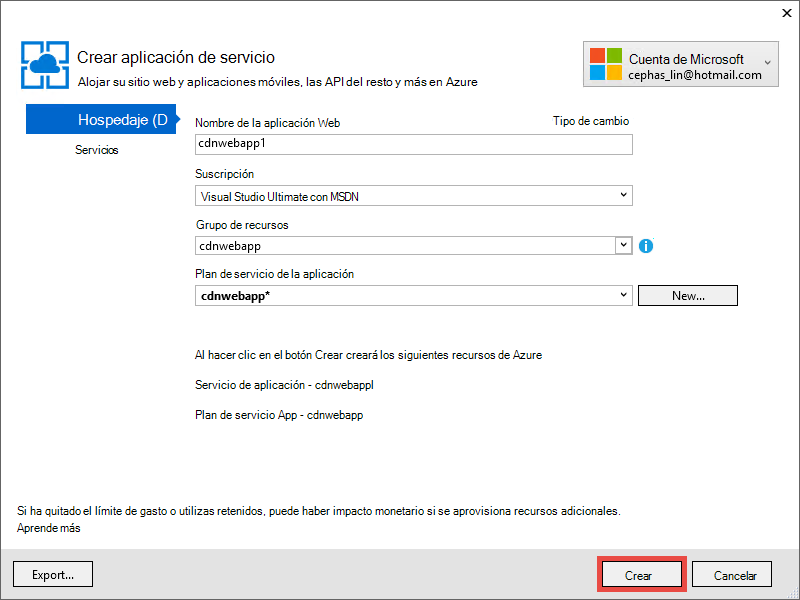 Crear aplicación de servicio
Alojar su sitio web y aplicaciones móviles, las API del resto y más en Azure
Cuenta de Microsoft
cephas_lin@hotmail.com
Hospedaje (D
Servicios
Nombre de la aplicación Web
Tipo de cambio
cdnwebapp1
Suscripción
Visual Studio Ultimate con MSDN
Grupo de recursos
cdnwebapp
Plan de servicio de la aplicación
cdnwebapp*
New...
Al hacer clic en el botón Crear creará los siguientes recursos de Azure
Servicio de aplicación - cdnwebappl
Plan de servicio App - cdnwebapp
Si ha quitado el límite de gasto o utilizas retenidos, puede haber impacto monetario si se aprovisiona recursos adicionales.
Aprende más
Export...
Crear
Cancelar